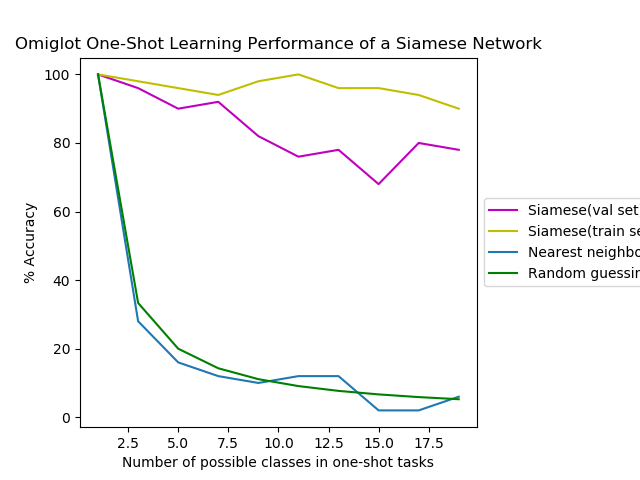 Omiglot One-Shot Learning Performance of a Siamese Network
100
80
60
40
20
0
% Accuracy
2.5 5.0 7.5 10.0 12.5 15.0 17.5
Number of possible classes in one-shot tasks
Siamese(val set
Siamese(train se
Nearest neighbo
Random guessin